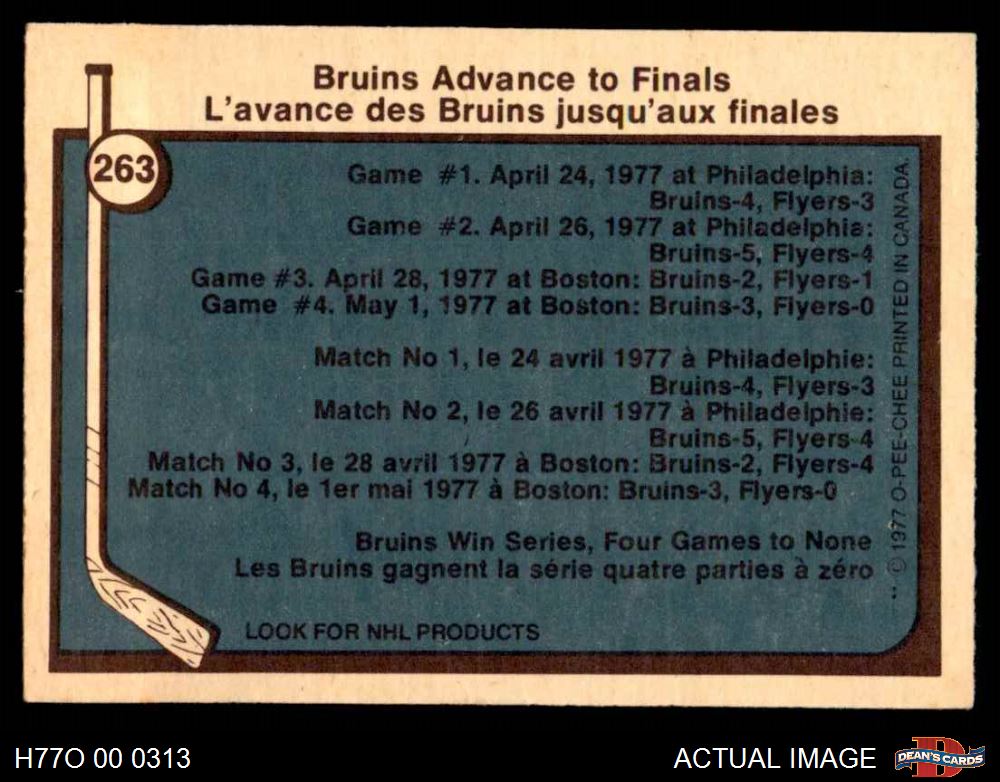 Bruins Advance to Finals
L'avance des Bruins jusqu'aux finales
263
Game #1. April 24, 1977 at Philadelphia:
Bruins-4, Flyers-3
Game #2. April 26, 1977 at Philadelphia:
Bruins-5, Flyers-4
Game #3. April 28, 1977 at Boston: Bruins-2, Flyers-1
Game #4. May 1, 1977 at Boston: Bruins-3, Flyers-0
Match No 1, le 24 avril 1977 à Philadelphie:
Bruins-4, Flyers-3
Match No 2, le 26 avril 1977 à Philadelphie:
Bruins-5, Flyers-4
Match No 3, le 28 avril 1977 à Boston: Bruins-2, Flyers-4
Match No 4, le 1er mai 1977 à Boston: Bruins-3, Flyers-0
Bruins Win Series, Four Games to None
Les Bruins gagnent la série quatre parties à zéro
LOOK FOR NHL PRODUCTS
** © 1977 O-PEE-CHEE PRINTED IN CANADA.
H77O 00 0313
ACTUAL IMAGE
D
DEAN'S CARDS